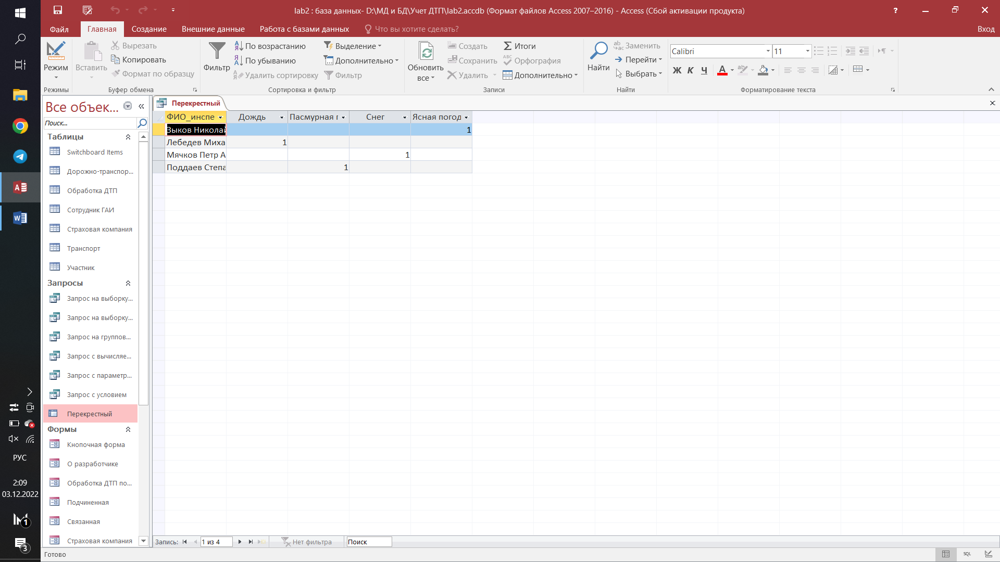 lab2 : база данных- D:\МД и БД\Учет ДТП\lab2.accdb (Формат файлов Access 2007–2016) - Access (Сбой активации продукта)
?
Файл Главная Создание Внешние данные Работа с базами данных Что вы хотите сделать? Вход
Режим
Режимы
Вставить
Вырезать
Копировать
Формат по образцу
Буфер обмена
Фильтр
По возрастанию
По убыванию
Удалить сортировку
Выделение
Дополнительно
Фильтр
Сортировка и фильтр
Обновить
все
Создать
Сохранить
Удалить
Итоги
Орфография
Дополнительно
Записи
Найти
Заменить
Перейти
Выбрать
Найти
Calibri 11
Ж К Ч
Форматирование текста
Все объек...
Поиск...
Таблицы
Switchboard Items
Дорожно-транспор...
Обработка ДТП
Сотрудник ГАИ
Страховая компания
Транспорт
Участник
Запросы
Запрос на выборку...
Запрос на выборку...
Запрос на группов...
Запрос с вычисляе...
Запрос с параметр...
Запрос с условием
Перекрестный
Формы
Кнопочная форма
О разработчике
Обработка ДТП по...
Подчиненная
Связанная
Страховая компания
Перекрестный
ФИО_инспе Дождь Пасмурная г Снег Ясная погод
Зыков Николай 1
Лебедев Миха 1
Мячков Петр А 1
Поддаев Степа 1
Запись: 1 из 4 Нет фильтра Поиск
Готово SQL
РУС
2:09
03.12.2022
1
3